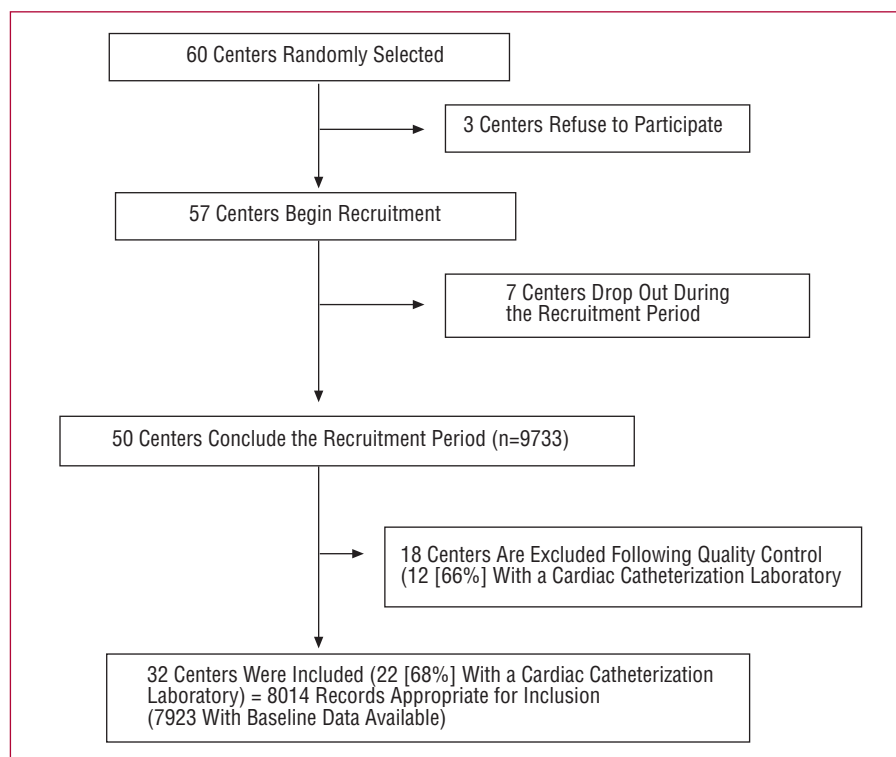 60 Centers Randomly Selected
3 Centers Refuse to Participate
57 Centers Begin Recruitment
7 Centers Drop Out During
the Recruitment Period
50 Centers Conclude the Recruitment Period (n=9733)
18 Centers Are Excluded Following Quality Control
(12 [66%] With a Cardiac Catheterization Laboratory
32 Centers Were Included (22 [68%] With a Cardiac Catheterization
Laboratory) = 8014 Records Appropriate for Inclusion
(7923 With Baseline Data Available)